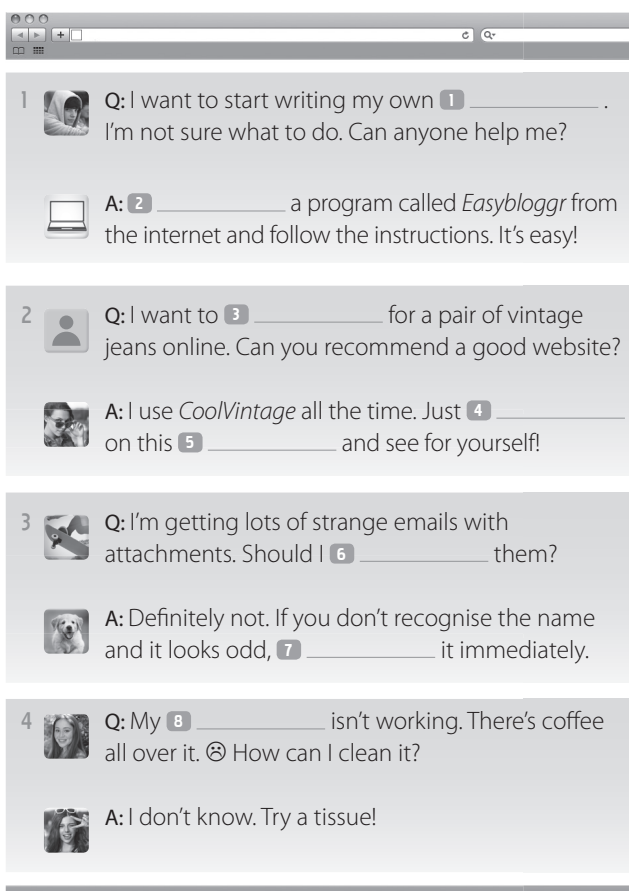 1 Q: I want to start writing my own 1 ____________ .
I'm not sure what to do. Can anyone help me?
A: 2 ____________ a program called Easybloggr from
the internet and follow the instructions. It's easy!
2 Q: I want to 3 ____________ for a pair of vintage
jeans online. Can you recommend a good website?
A: I use CoolVintage all the time. Just 4 ____________
on this 5 ____________ and see for yourself!
3 Q: I'm getting lots of strange emails with
attachments. Should I 6 ____________ them?
A: Definitely not. If you don't recognise the name
and it looks odd, 7 ____________ it immediately.
4 Q: My 8 ____________ isn't working. There's coffee
all over it. ☹ How can I clean it?
A: I don't know. Try a tissue!